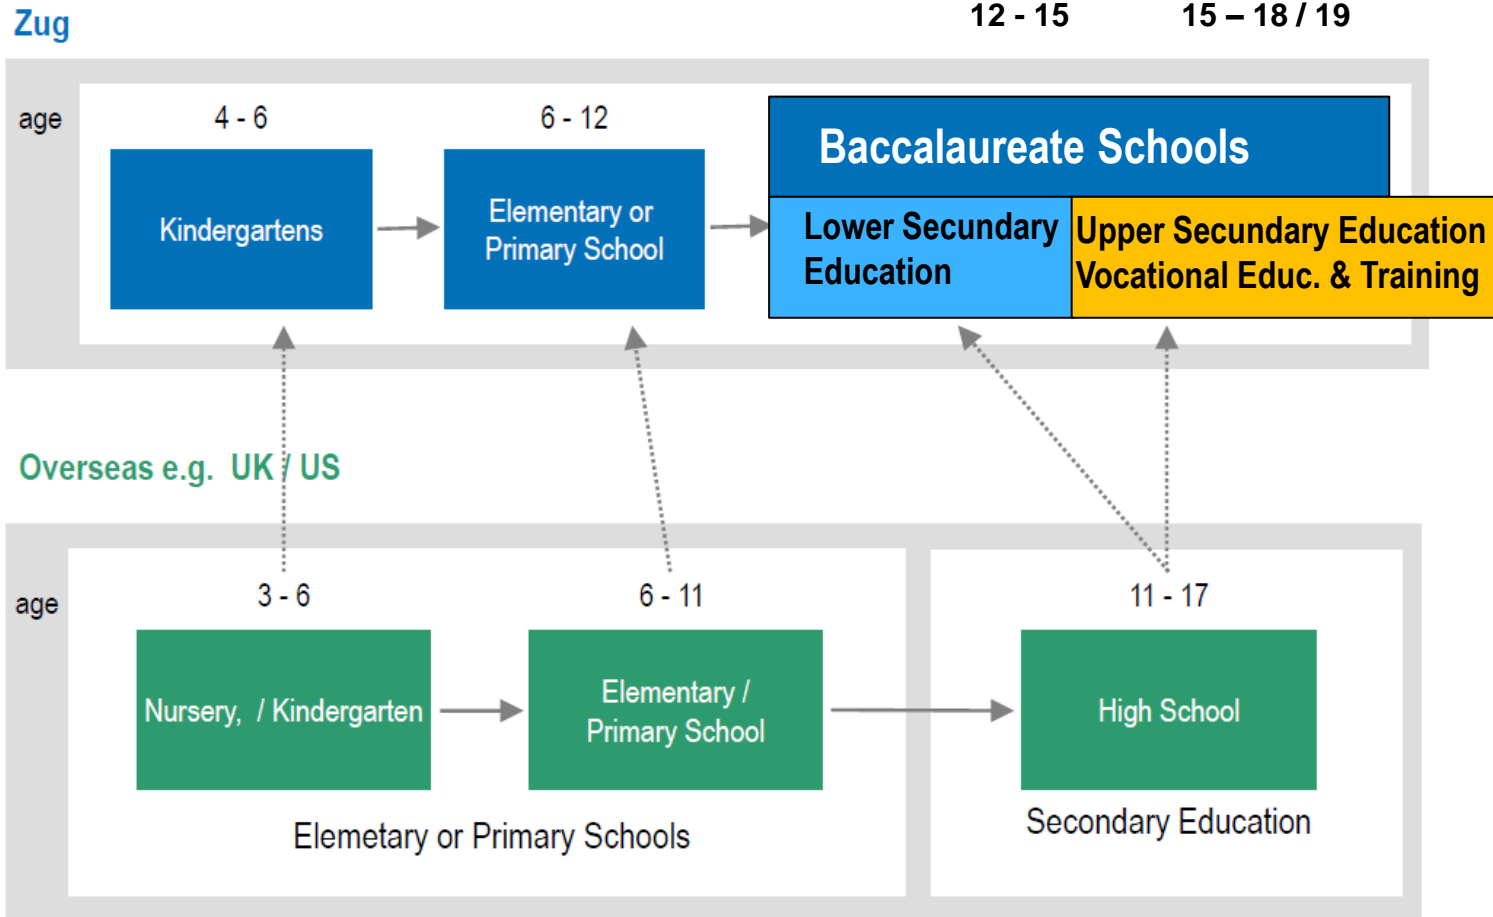 Zug
12 - 15
15 – 18 / 19
age
4 - 6
6 - 12
Baccalaureate Schools
Kindergartens
Elementary or
Primary School
Lower Secundary
Education
Upper Secundary Education
Vocational Educ. & Training
Overseas e.g. UK / US
age
3 - 6
6 - 11
11 - 17
Nursery, / Kindergarten
Elementary /
Primary School
High School
Elemetary or Primary Schools
Secondary Education